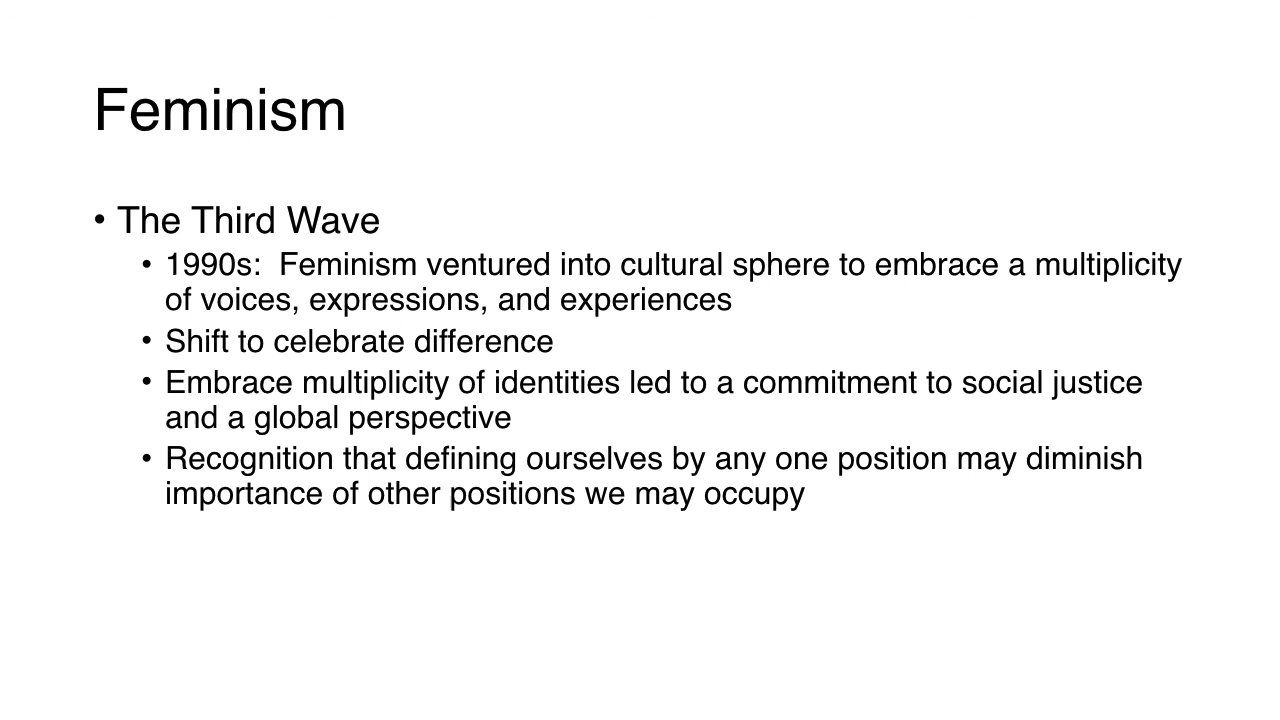 Feminism
• The Third Wave
• 1990s:  Feminism ventured into cultural sphere to embrace a multiplicity
of voices, expressions, and experiences
• Shift to celebrate difference
• Embrace multiplicity of identities led to a commitment to social justice
and a global perspective
• Recognition that defining ourselves by any one position may diminish
importance of other positions we may occupy